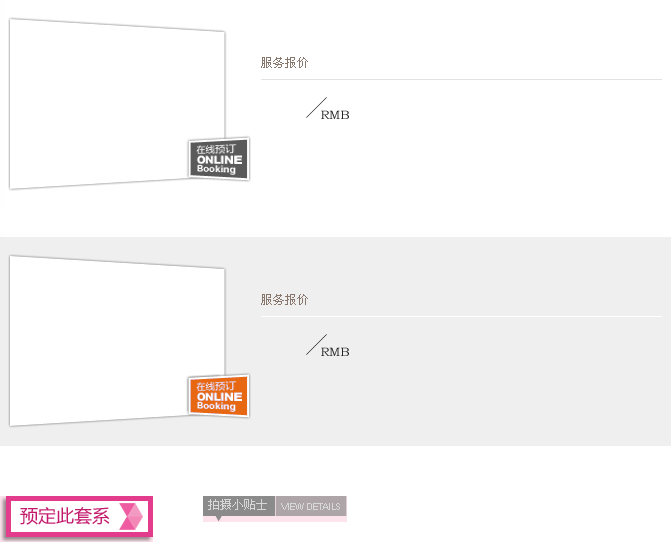 服务报价
RMB
在线预订
ONLINE
Booking
服务报价
RMB
在线预订
ONLINE
Booking
预定此套系
拍摄小贴士 VIEW DETAILS